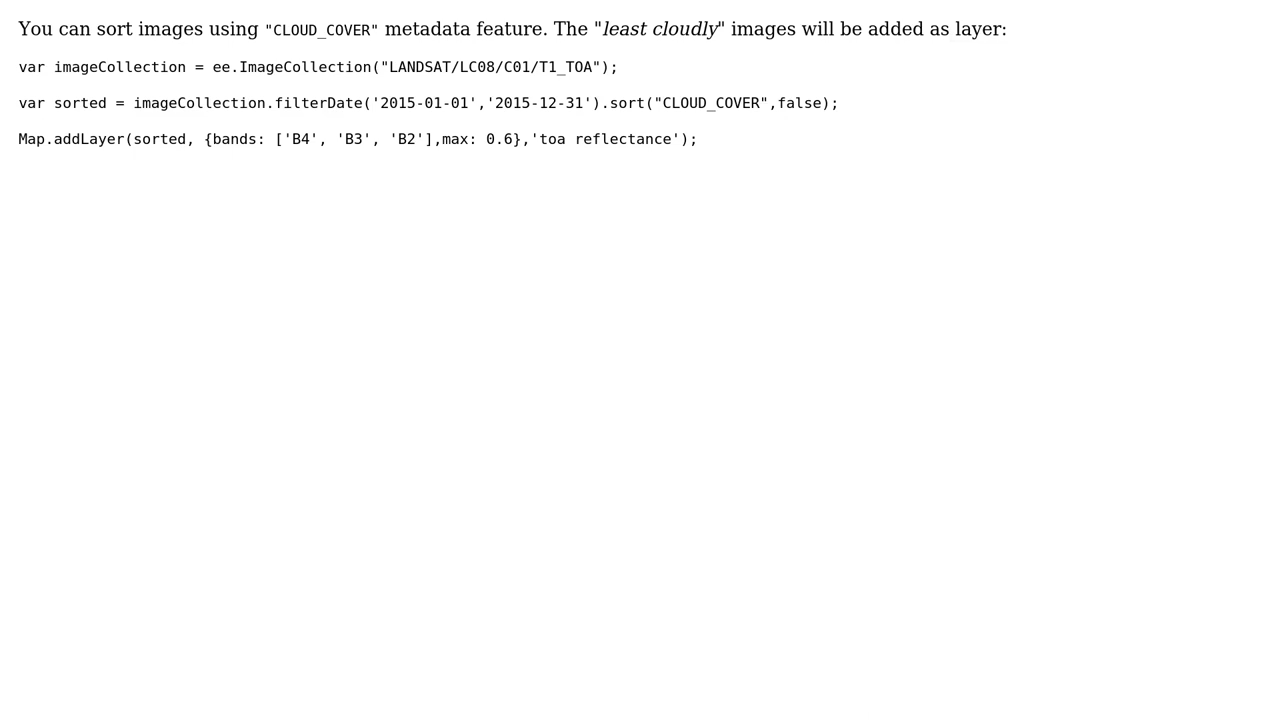 You can sort images using "CLOUD_COVER" metadata feature. The "least cloudly" images will be added as layer:
var imageCollection = ee.ImageCollection("LANDSAT/LC08/C01/T1_TOA");
var sorted = imageCollection.filterDate('2015-01-01','2015-12-31').sort("CLOUD_COVER",false);
Map.addLayer(sorted, {bands: ['B4', 'B3', 'B2'],max: 0.6},'toa reflectance');